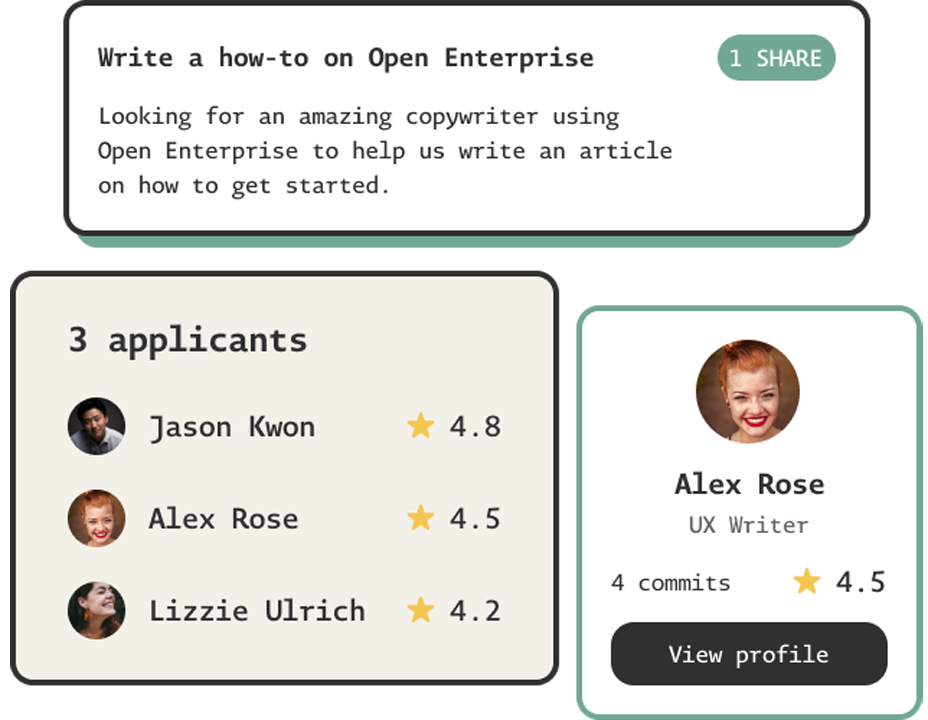 Write a how-to on Open Enterprise
1 SHARE
Looking for an amazing copywriter using
Open Enterprise to help us write an article
on how to get started.
3 applicants
Jason Kwon 4.8
Alex Rose 4.5
Lizzie Ulrich 4.2
Alex Rose
UX Writer
4 commits 4.5
View profile